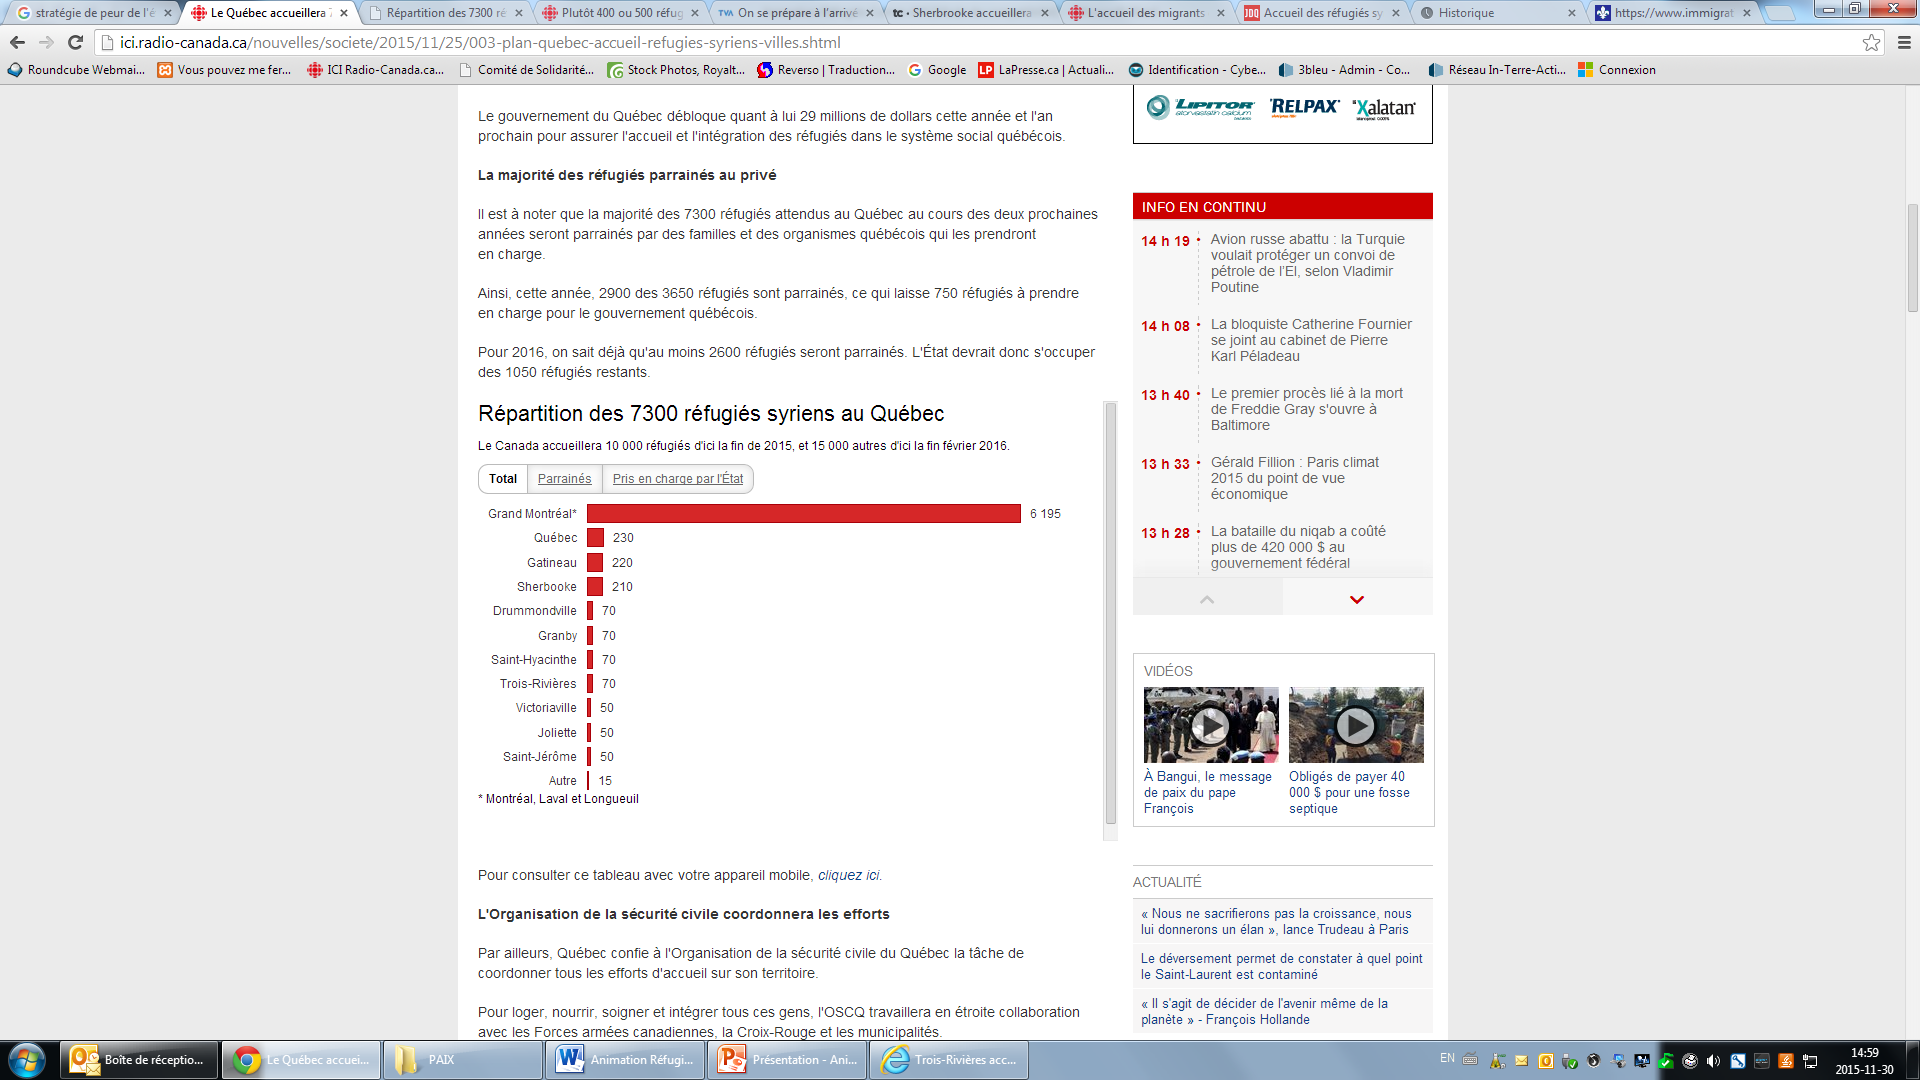 stratégie de peur de l'é
Le Québec accueillera 7
Répartition des 7300 ré
Plutôt 400 ou 500 réfug
On se prépare à l'arrivé
tc • Sherbrooke accueillera
L'accueil des migrants
Accueil des réfugiés sy
Historique
https://www.immigrat
ici.radio-canada.ca/nouvelles/societe/2015/11/25/003-plan-quebec-accueil-refugies-syriens-villes.shtml
Roundcube Webmai...
Vous pouvez me fer...
ICI Radio-Canada.ca...
Comité de Solidarité...
Stock Photos, Royalt...
Reverso | Traduction...
Google
LaPresse.ca | Actuali...
Identification - Cybe...
3bleu - Admin - Co...
Réseau In-Terre-Acti...
Connexion
Le gouvernement du Québec débloque quant à lui 29 millions de dollars cette année et l'an
prochain pour assurer l'accueil et l'intégration des réfugiés dans le système social québécois.
La majorité des réfugiés parrainés au privé
Il est à noter que la majorité des 7300 réfugiés attendus au Québec au cours des deux prochaines
années seront parrainés par des familles et des organismes québécois qui les prendront
en charge.
Ainsi, cette année, 2900 des 3650 réfugiés sont parrainés, ce qui laisse 750 réfugiés à prendre
en charge pour le gouvernement québécois.
Pour 2016, on sait déjà qu'au moins 2600 réfugiés seront parrainés. L'État devrait donc s'occuper
des 1050 réfugiés restants.
Répartition des 7300 réfugiés syriens au Québec
Le Canada accueillera 10 000 réfugiés d'ici la fin de 2015, et 15 000 autres d'ici la fin février 2016.
Total Parrainés Pris en charge par l'État
Grand Montréal* 6 195
Québec 230
Gatineau 220
Sherbooke 210
Drummondville 70
Granby 70
Saint-Hyacinthe 70
Trois-Rivières 70
Victoriaville 50
Joliette 50
Saint-Jérôme 50
Autre 15
* Montréal, Laval et Longueuil
Pour consulter ce tableau avec votre appareil mobile, cliquez ici.
L'Organisation de la sécurité civile coordonnera les efforts
Par ailleurs, Québec confie à l'Organisation de la sécurité civile du Québec la tâche de
coordonner tous les efforts d'accueil sur son territoire.
Pour loger, nourrir, soigner et intégrer tous ces gens, l'OSCQ travaillera en étroite collaboration
avec les Forces armées canadiennes, la Croix-Rouge et les municipalités.
LIPITOR RELPAX Xalatan
INFO EN CONTINU
14 h 19 • Avion russe abattu : la Turquie
voulait protéger un convoi de
pétrole de l'EI, selon Vladimir
Poutine
14 h 08 • La bloquiste Catherine Fournier
se joint au cabinet de Pierre
Karl Péladeau
13 h 40 • Le premier procès lié à la mort
de Freddie Gray s'ouvre à
Baltimore
13 h 33 • Gérald Fillion : Paris climat
2015 du point de vue
économique
13 h 28 • La bataille du niqab a coûté
plus de 420 000 $ au
gouvernement fédéral
VIDÉOS
À Bangui, le message
de paix du pape
François
Obligés de payer 40
000 $ pour une fosse
septique
ACTUALITÉ
« Nous ne sacrifierons pas la croissance, nous
lui donnerons un élan », lance Trudeau à Paris
Le déversement permet de constater à quel point
le Saint-Laurent est contaminé
« Il s'agit de décider de l'avenir même de la
planète » - François Hollande
Boîte de réceptio...
Le Québec accuei...
PAIX
Animation Réfugi...
Présentation - Ani...
Trois-Rivières acc...
EN
14:59
2015-11-30